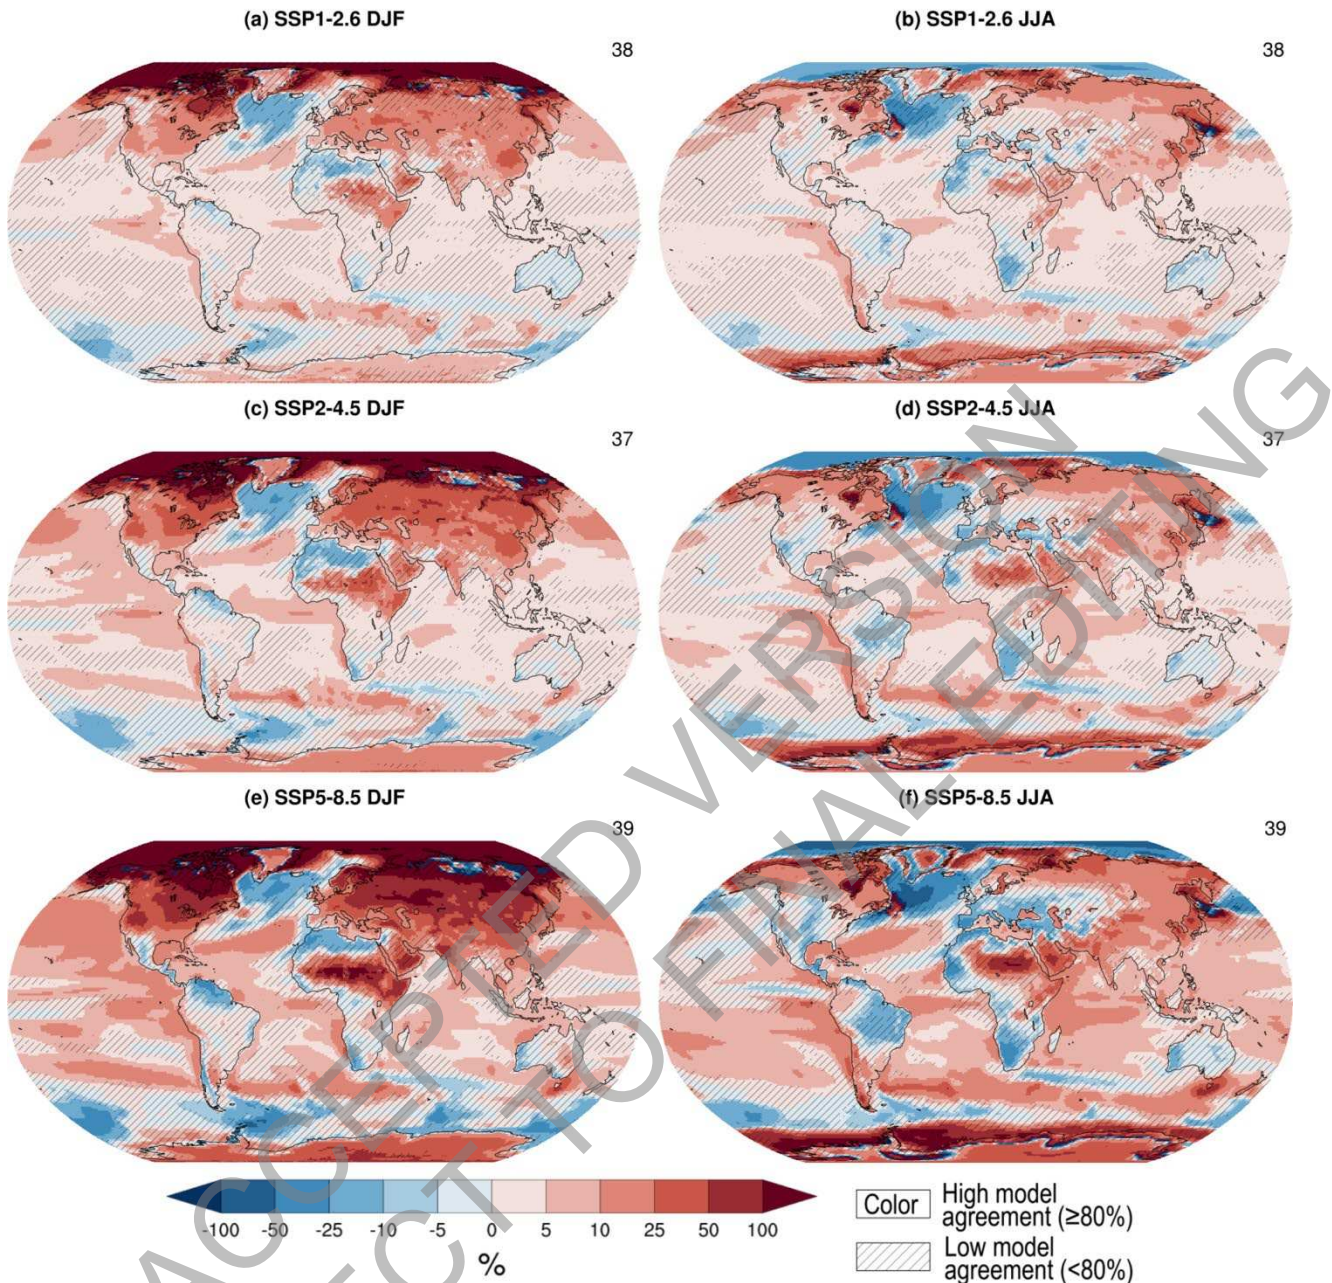 (a) SSP1-2.6 DJF
38
(b) SSP1-2.6 JJA
38
(c) SSP2-4.5 DJF
37
(d) SSP2-4.5 JJA
37
(e) SSP5-8.5 DJF
39
(f) SSP5-8.5 JJA
39
-100 -50 -25 -10 -5 0 5 10 25 50 100
%
Color
High model
agreement (≥80%)
Low model
agreement (<80%)
ACCEPTED VERSION
CT TO FINAL EDITING